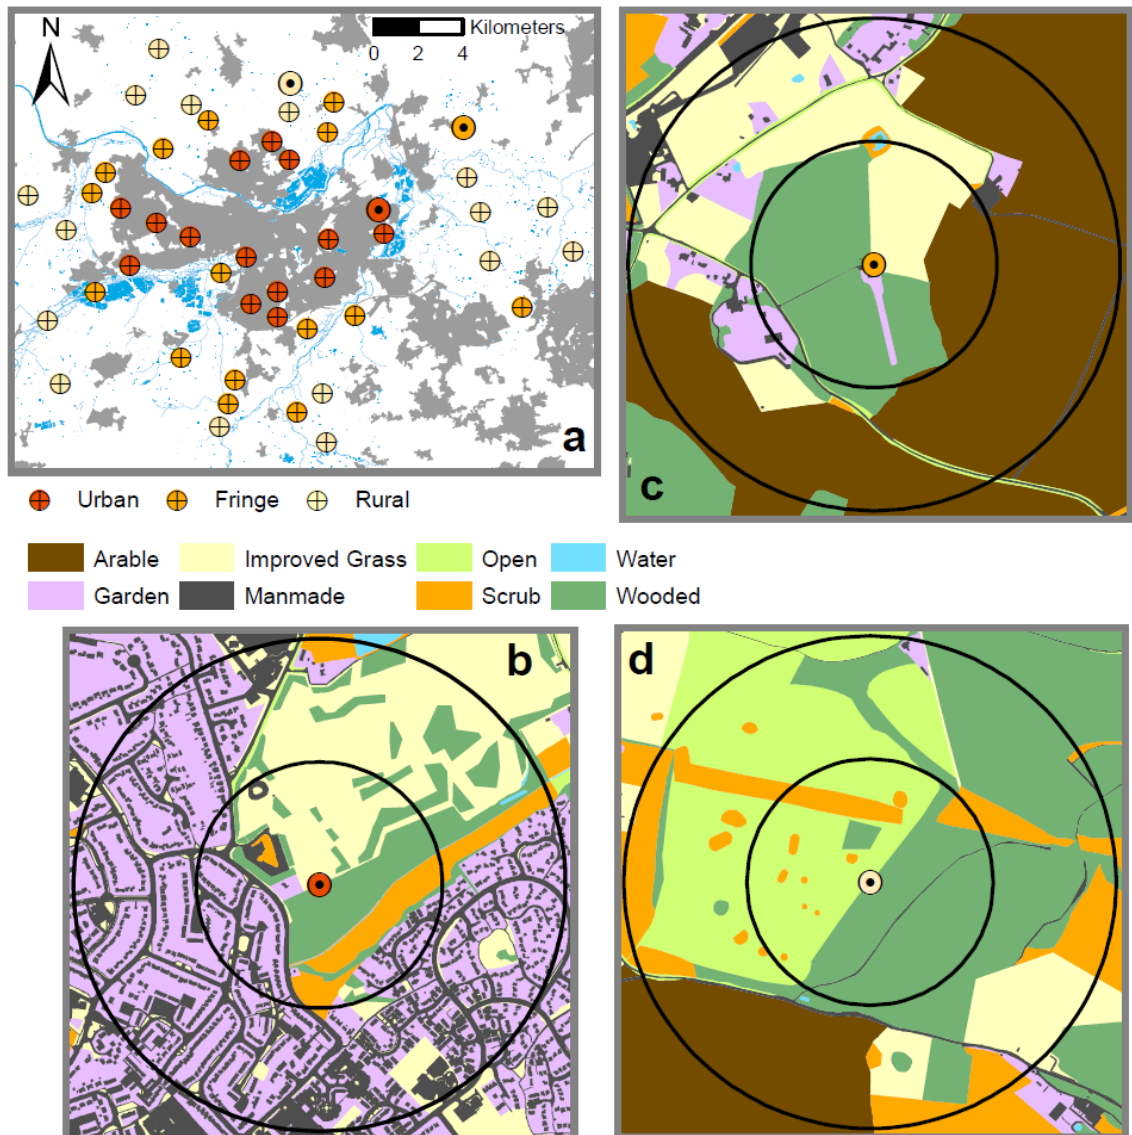 N
Kilometers
0 2 4
a
c
Urban Fringe Rural
Arable Improved Grass Open Water
Garden Manmade Scrub Wooded
b
d